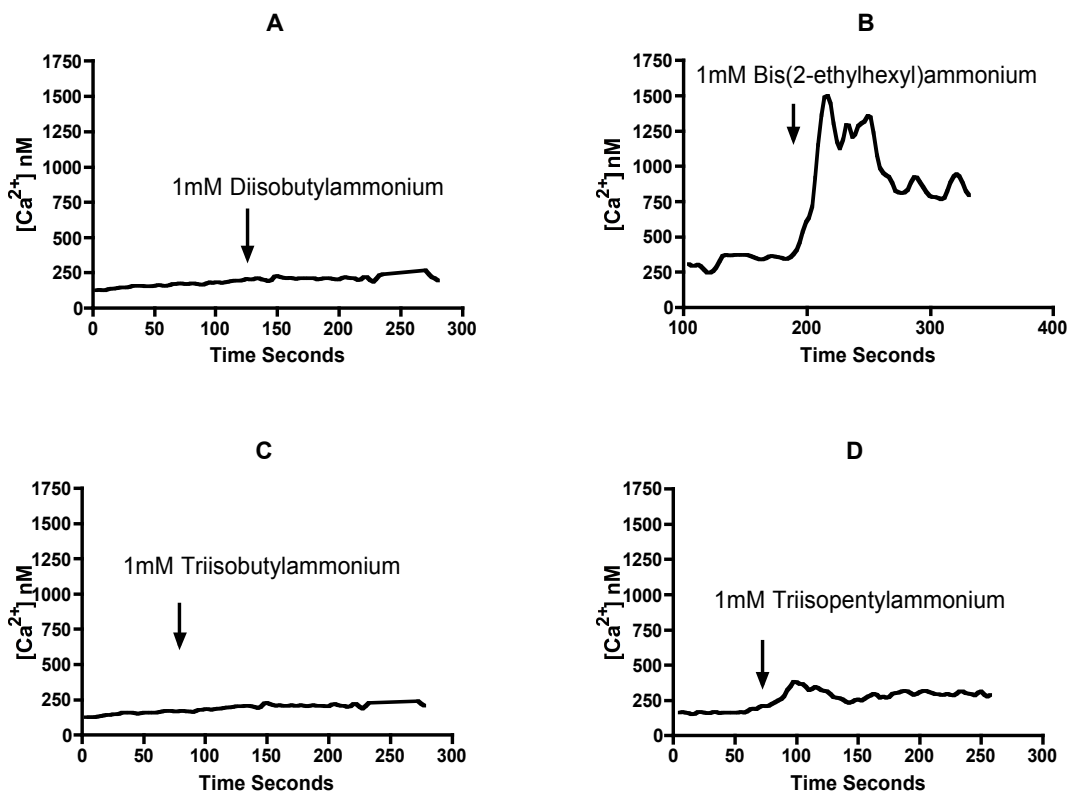 A
1750
1500
1250
1000
750
500
250
0
[Ca2+] nM
1mM Diisobutylammonium
0 50 100 150 200 250 300
Time Seconds
B
1750
1500
1250
1000
750
500
250
0
[Ca2+] nM
1mM Bis(2-ethylhexyl)ammonium
100 200 300 400
Time Seconds
C
1750
1500
1250
1000
750
500
250
0
[Ca2+] nM
1mM Triisobutylammonium
0 50 100 150 200 250 300
Time Seconds
D
1750
1500
1250
1000
750
500
250
0
[Ca2+] nM
1mM Triisopentylammonium
0 50 100 150 200 250 300
Time Seconds